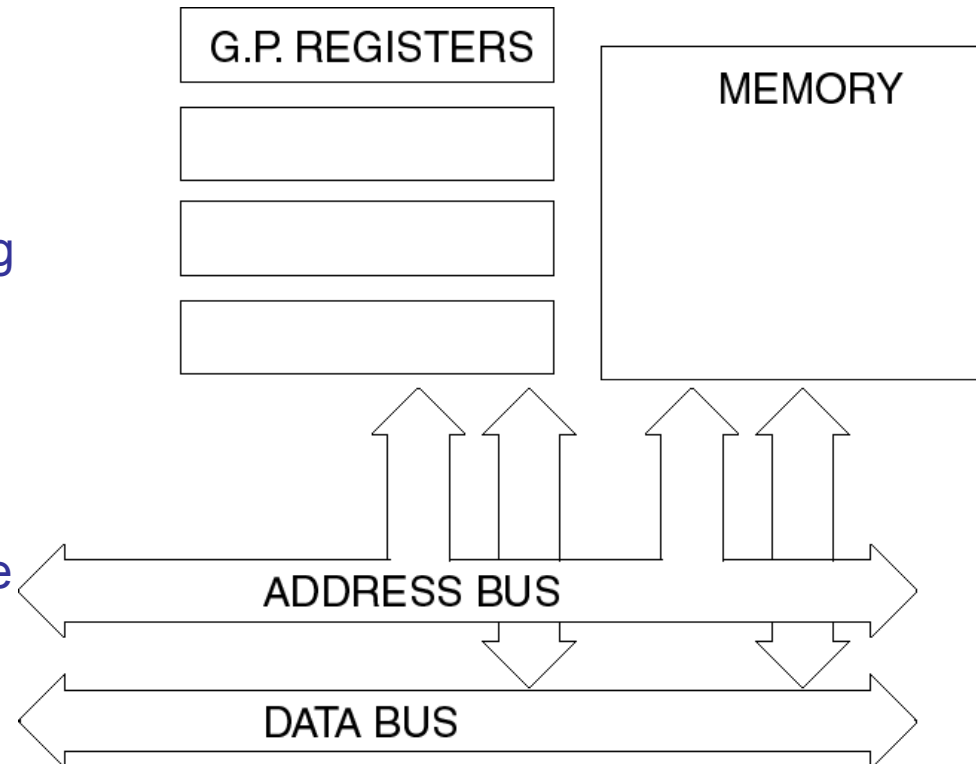 G.P. REGISTERS
MEMORY
g
e
ADDRESS BUS
DATA BUS